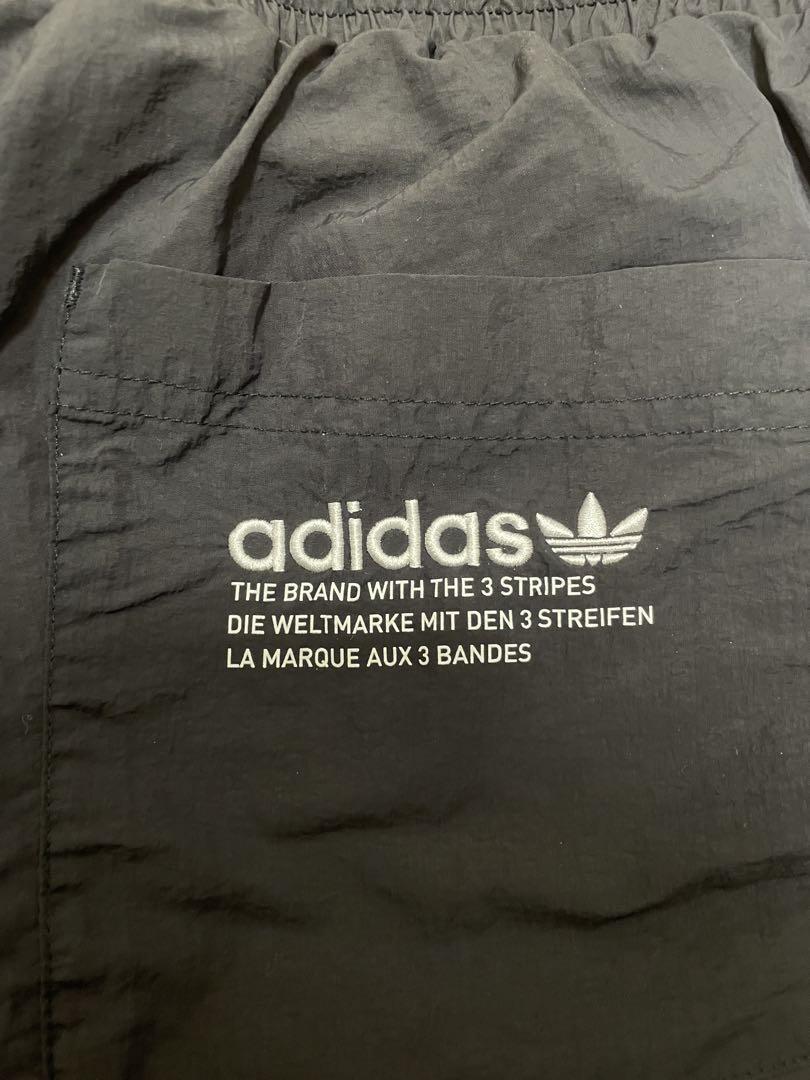 adidas
THE BRAND WITH THE 3 STRIPES
DIE WELTMARKE MIT DEN 3 STREIFEN
LA MARQUE AUX 3 BANDES